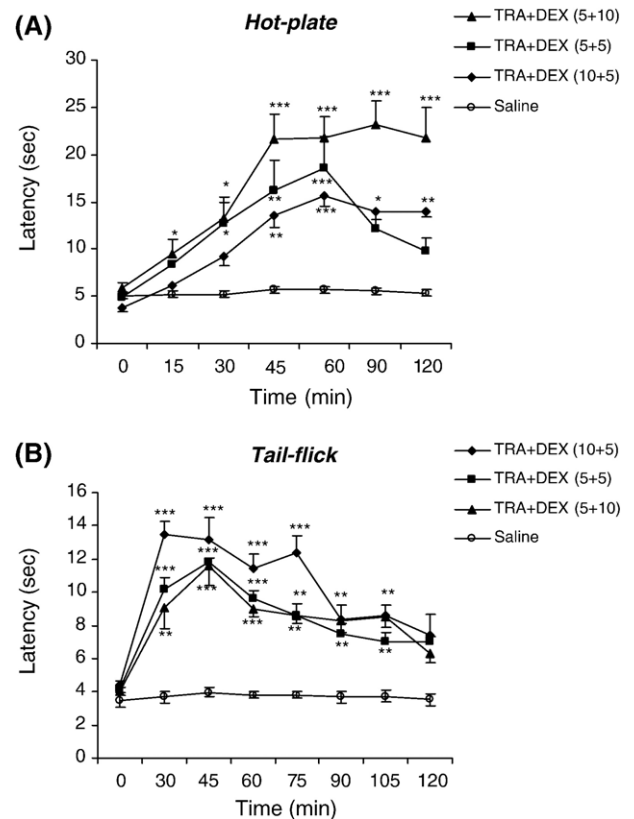 (A)
Hot-plate
TRA+DEX (5+10)
TRA+DEX (5+5)
TRA+DEX (10+5)
Saline
Latency (sec)
30
25
20
15
10
5
0
*
*
*
***
**
**
***
***
***
***
*
***
**
0 15 30 45 60 90 120
Time (min)
(B)
Tail-flick
TRA+DEX (10+5)
TRA+DEX (5+5)
TRA+DEX (5+10)
Saline
Latency (sec)
16
14
12
10
8
6
4
2
0
***
***
**
***
***
***
***
***
***
***
**
**
**
**
**
**
0 30 45 60 75 90 105 120
Time (min)